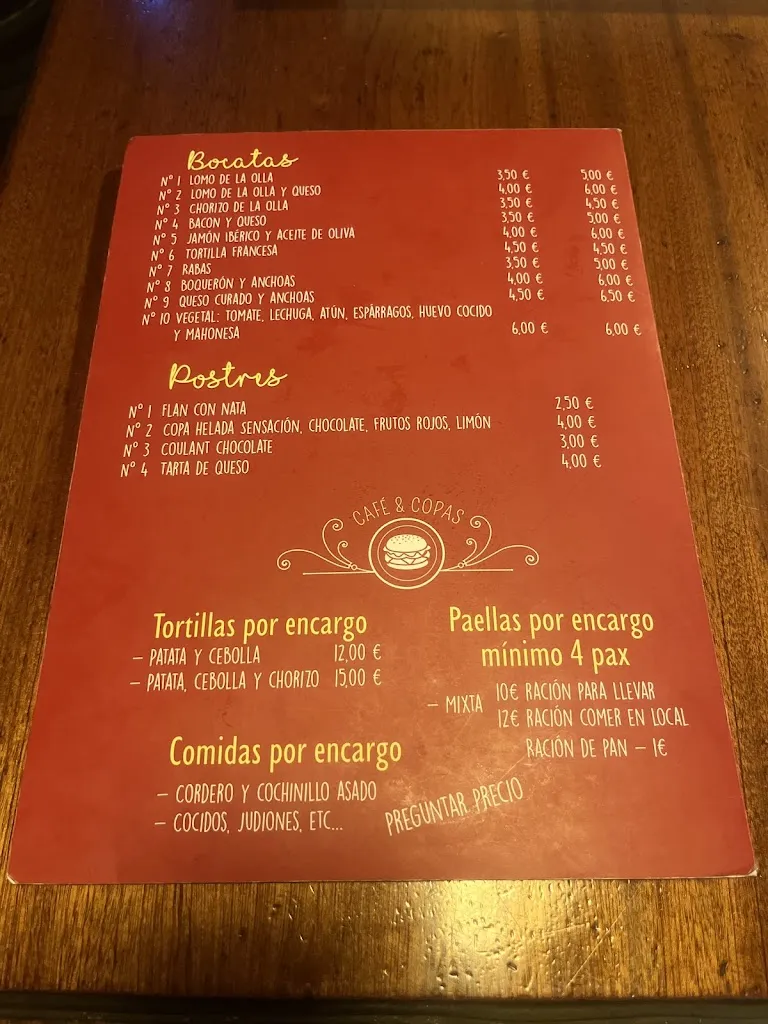 Bocatas
Nº 1 LOMO DE LA OLLA 3,50 € 5,00 €
Nº 2 LOMO DE LA OLLA Y QUESO 4,00 € 6,00 €
Nº 3 CHORIZO DE LA OLLA 3,50 € 4,50 €
Nº 4 BACON Y QUESO 3,50 € 5,00 €
Nº 5 JAMÓN IBÉRICO Y ACEITE DE OLIVA 4,00 € 6,00 €
Nº 6 TORTILLA FRANCESA 4,50 € 4,50 €
Nº 7 RABAS 3,50 € 5,00 €
Nº 8 BOQUERÓN Y ANCHOAS 4,00 € 6,00 €
Nº 9 QUESO CURADO Y ANCHOAS 4,50 € 6,50 €
Nº 10 VEGETAL: TOMATE, LECHUGA, ATÚN, ESPÁRRAGOS, HUEVO COCIDO
Y MAHONESA 6,00 € 6,00 €
Postres
Nº 1 FLAN CON NATA 2,50 €
Nº 2 COPA HELADA SENSACIÓN, CHOCOLATE, FRUTOS ROJOS, LIMÓN 4,00 €
Nº 3 COULANT CHOCOLATE 3,00 €
Nº 4 TARTA DE QUESO 4,00 €
CAFÉ & COPAS
Tortillas por encargo
– PATATA Y CEBOLLA 12,00 €
– PATATA, CEBOLLA Y CHORIZO 15,00 €
Paellas por encargo
mínimo 4 pax
– MIXTA 10€ RACIÓN PARA LLEVAR
12€ RACIÓN COMER EN LOCAL
RACIÓN DE PAN – 1€
Comidas por encargo
– CORDERO Y COCHINILLO ASADO
– COCIDOS, JUDIONES, ETC...
PREGUNTAR PRECIO